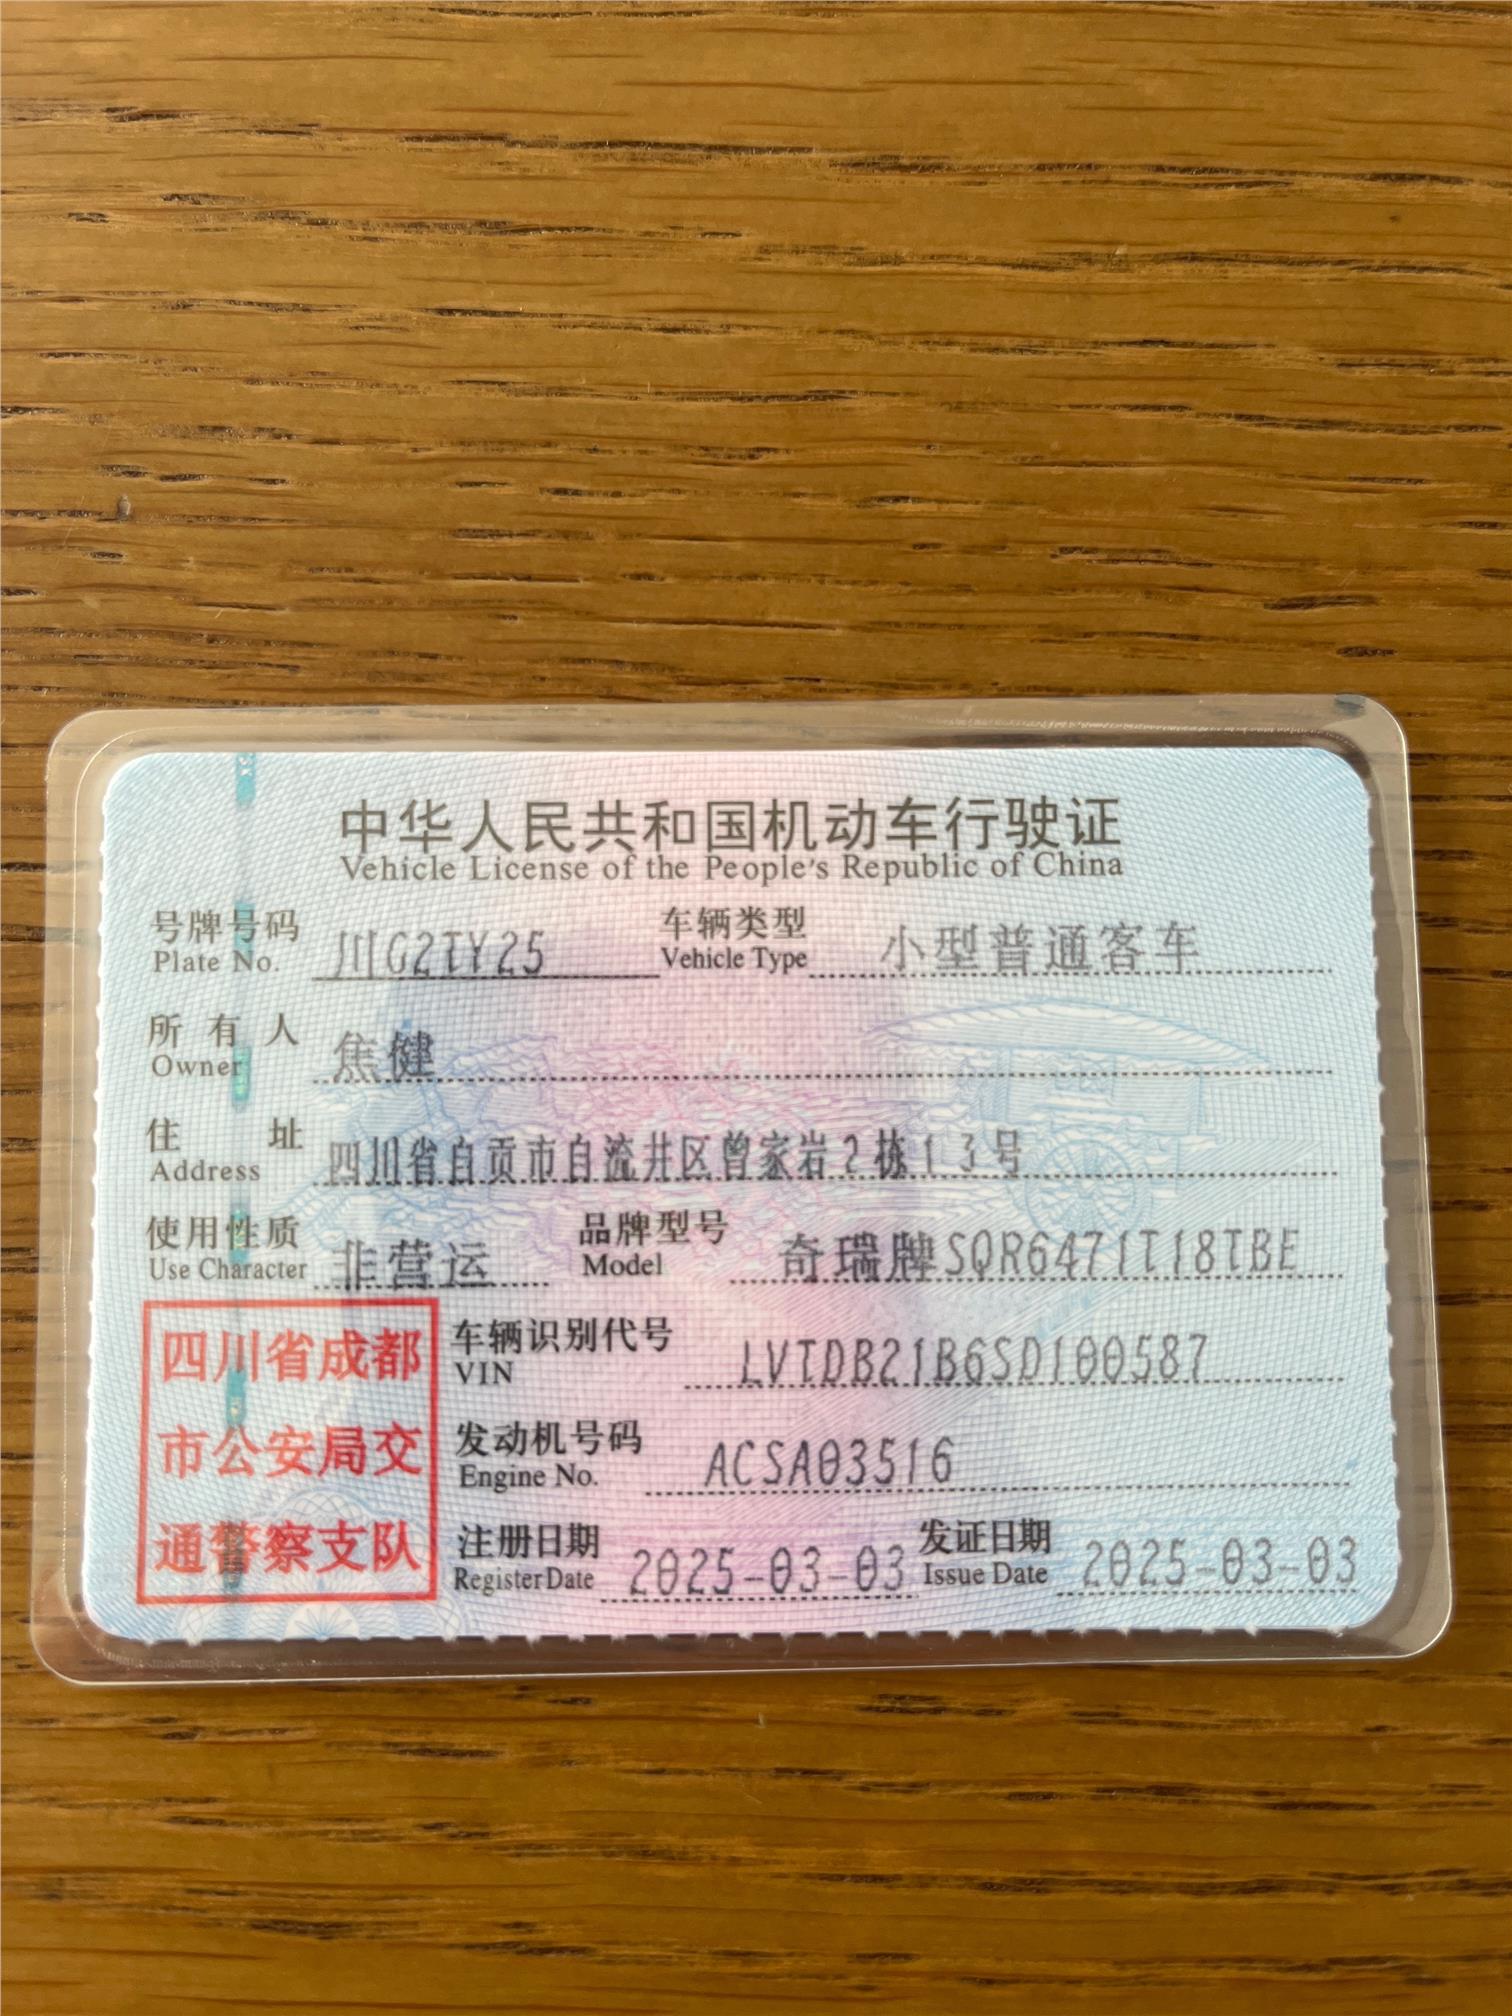 中华人民共和国机动车行驶证
Vehicle License of the People's Republic of China
号牌号码 川G2TY25 车辆类型 小型普通客车
Plate No. Vehicle Type
所有人 焦健
Owner
住址 四川省自贡市自流井区曾家岩2栋13号
Address
使用性质 非营运 品牌型号 奇瑞牌SQR6471T18TBE
Use Character Model
四川省成都
市公安局交
通警察支队
车辆识别代号 LVTDB21B6SD100587
VIN
发动机号码 ACSA03516
Engine No.
注册日期 2025-03-03 发证日期 2025-03-03
Register Date Issue Date